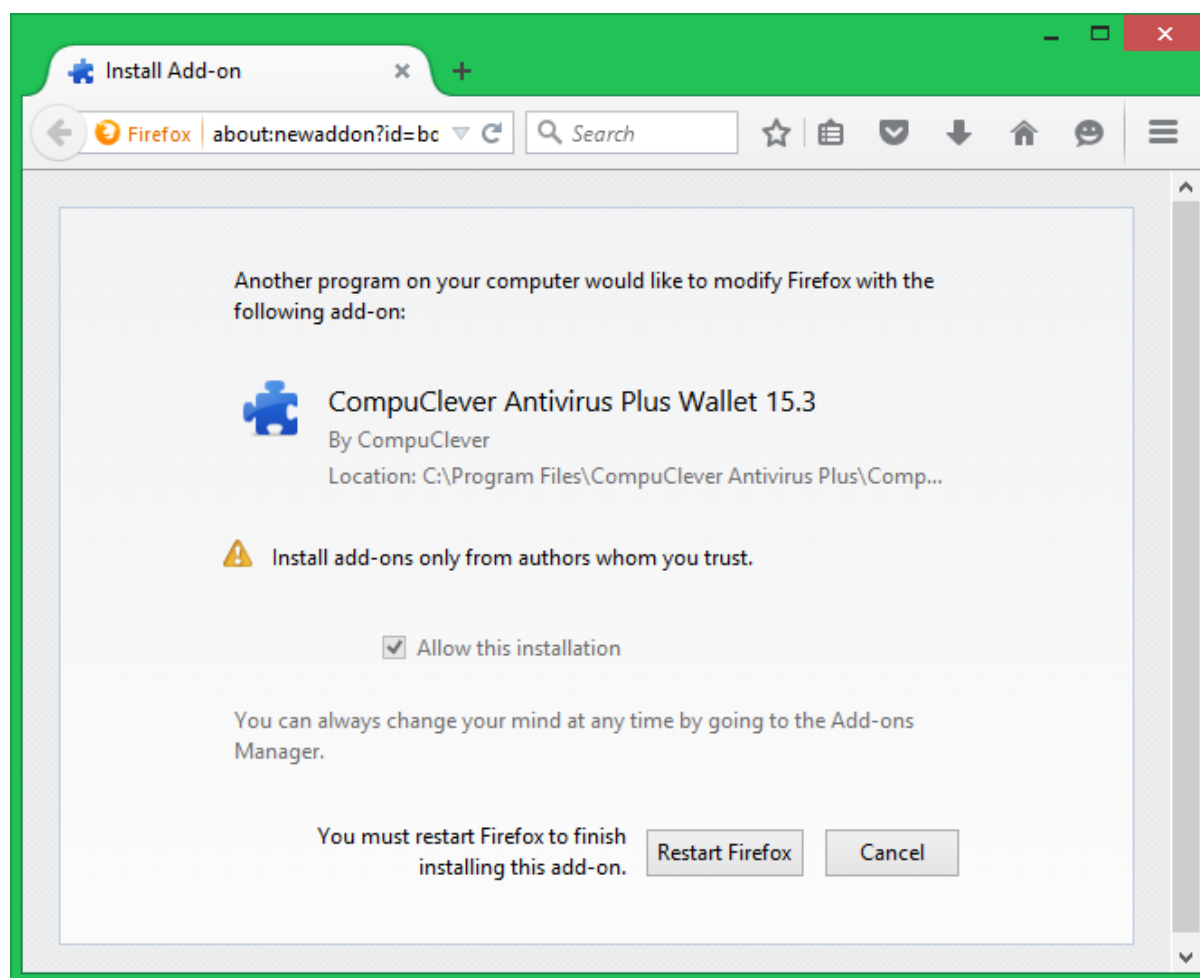 Install Add-on
Firefox about:newaddon?id=bc Search
Another program on your computer would like to modify Firefox with the
following add-on:
CompuClever Antivirus Plus Wallet 15.3
By CompuClever
Location: C:\Program Files\CompuClever Antivirus Plus\Comp...
Install add-ons only from authors whom you trust.
Allow this installation
You can always change your mind at any time by going to the Add-ons
Manager.
You must restart Firefox to finish
installing this add-on.
Restart Firefox
Cancel